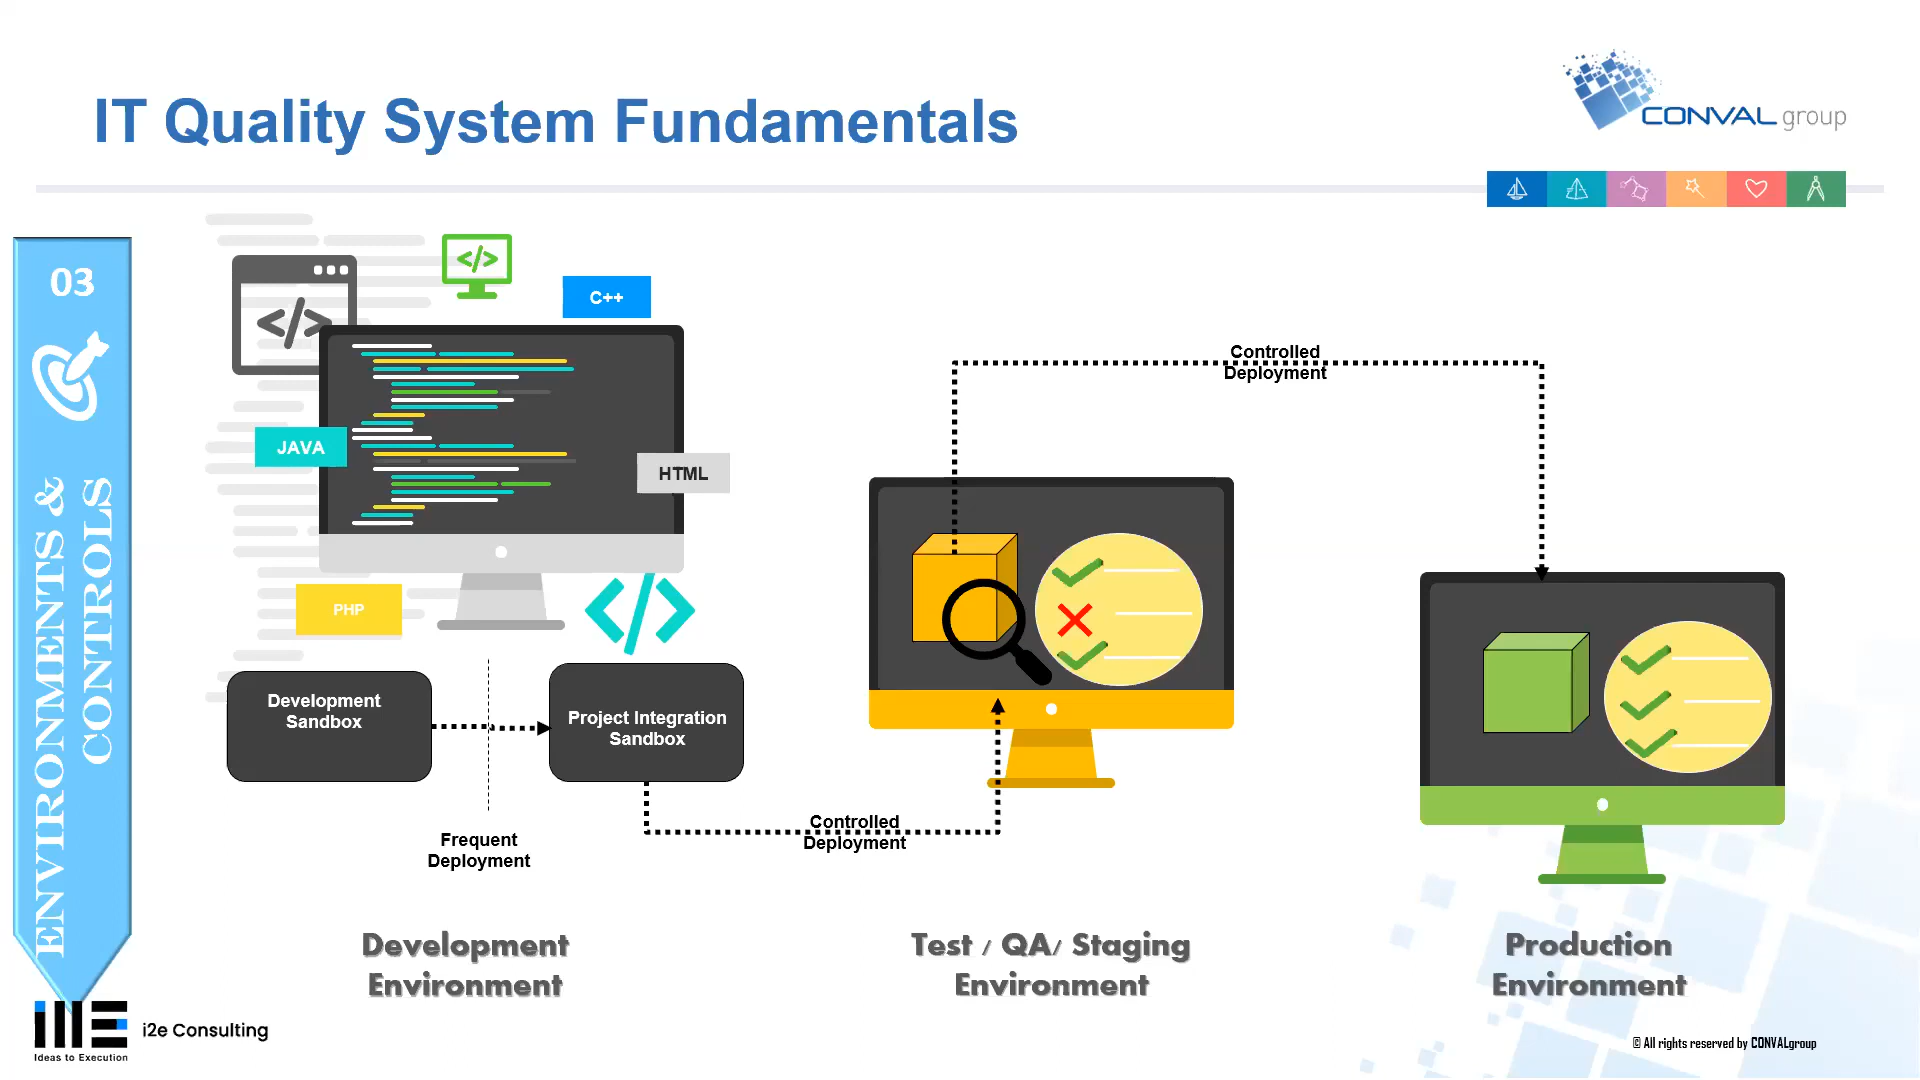 IT Quality System Fundamentals
CONVAL group
03
ENVIRONMENTS &
CONTROLS
</>
</>
C++
JAVA
HTML
PHP
</>
Development
Sandbox
Project Integration
Sandbox
Frequent
Deployment
Controlled
Deployment
Controlled
Deployment
Development
Environment
Test / QA/ Staging
Environment
Production
Environment
i2e Consulting
Ideas to Execution
© All rights reserved by CONVALgroup